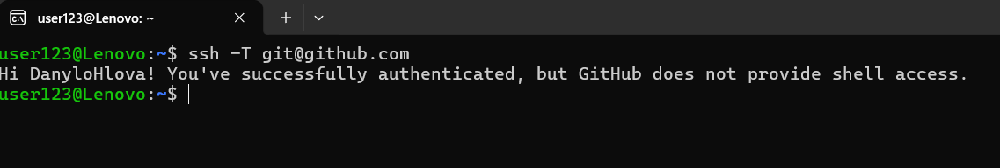 user123@Lenovo: ~
user123@Lenovo:~$ ssh -T git@github.com
Hi DanyloHlova! You've successfully authenticated, but GitHub does not provide shell access.
user123@Lenovo:~$